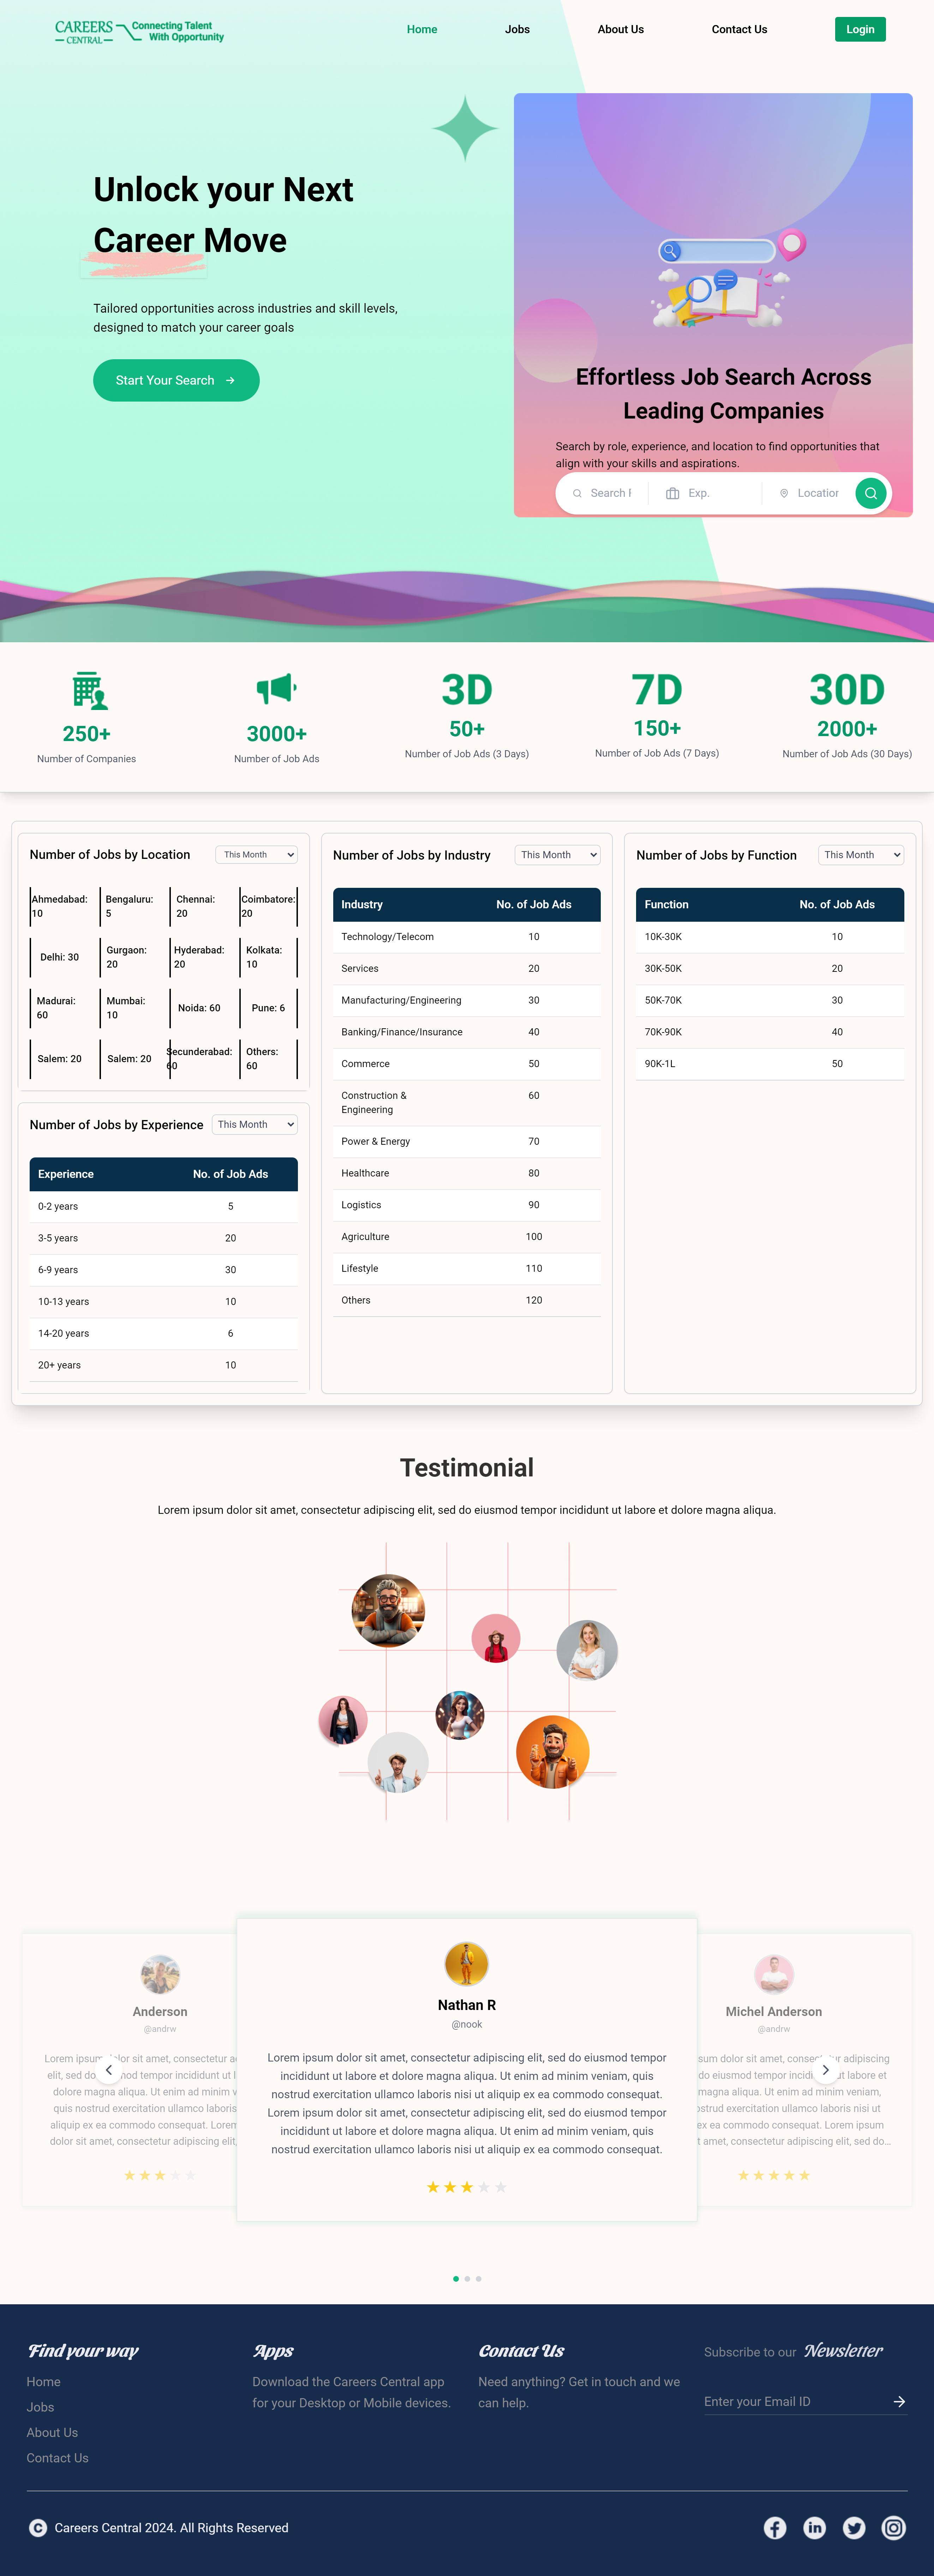 CAREERS
CENTRAL
Connecting Talent
With Opportunity
Home
Jobs
About Us
Contact Us
Login
Unlock your Next
Career Move
Tailored opportunities across industries and skill levels,
designed to match your career goals
Start Your Search
Effortless Job Search Across
Leading Companies
Search by role, experience, and location to find opportunities that
align with your skills and aspirations.
Search
Exp.
Location
250+
Number of Companies
3000+
Number of Job Ads
3D
50+
Number of Job Ads (3 Days)
7D
150+
Number of Job Ads (7 Days)
30D
2000+
Number of Job Ads (30 Days)
Number of Jobs by Location
This Month
Ahmedabad:
10
Bengaluru:
5
Chennai:
20
Coimbatore:
20
Delhi: 30
Gurgaon:
20
Hyderabad:
20
Kolkata:
10
Madurai:
60
Mumbai:
10
Noida: 60
Pune: 6
Salem: 20
Salem: 20
Secunderabad:
60
Others:
60
Number of Jobs by Experience
This Month
Experience No. of Job Ads
0-2 years 5
3-5 years 20
6-9 years 30
10-13 years 10
14-20 years 6
20+ years 10
Number of Jobs by Industry
This Month
Industry No. of Job Ads
Technology/Telecom 10
Services 20
Manufacturing/Engineering 30
Banking/Finance/Insurance 40
Commerce 50
Construction & 60
Engineering
Power & Energy 70
Healthcare 80
Logistics 90
Agriculture 100
Lifestyle 110
Others 120
Number of Jobs by Function
This Month
Function No. of Job Ads
10K-30K 10
30K-50K 20
50K-70K 30
70K-90K 40
90K-1L 50
Testimonial
Lorem ipsum dolor sit amet, consectetur adipiscing elit, sed do eiusmod tempor incididunt ut labore et dolore magna aliqua.
Anderson
@andrw
Lorem ipsum dolor sit amet, consectetur
elit, sed do mod tempor incididunt ut
dolore magna aliqua. Ut enim ad minim
quis nostrud exercitation ullamco laboris
aliquip ex ea commodo consequat. Lorem
dolor sit amet, consectetur adipiscing elit,
Nathan R
@nook
Lorem ipsum dolor sit amet, consectetur adipiscing elit, sed do eiusmod tempor
incididunt ut labore et dolore magna aliqua. Ut enim ad minim veniam, quis
nostrud exercitation ullamco laboris nisi ut aliquip ex ea commodo consequat.
Lorem ipsum dolor sit amet, consectetur adipiscing elit, sed do eiusmod tempor
incididunt ut labore et dolore magna aliqua. Ut enim ad minim veniam, quis
nostrud exercitation ullamco laboris nisi ut aliquip ex ea commodo consequat.
Michel Anderson
@andrw
sum dolor sit amet, adipiscing
do eiusmod tempor ut labore et
magna aliqua. Ut enim ad minim veniam,
ostrud exercitation ullamco laboris nisi ut
ex ea commodo consequat. Lorem ipsum
amet, consectetur adipiscing elit, sed do...
Find your way
Home
Jobs
About Us
Contact Us
Apps
Download the Careers Central app
for your Desktop or Mobile devices.
Contact Us
Need anything? Get in touch and we
can help.
Subscribe to our Newsletter
Enter your Email ID
Careers Central 2024. All Rights Reserved